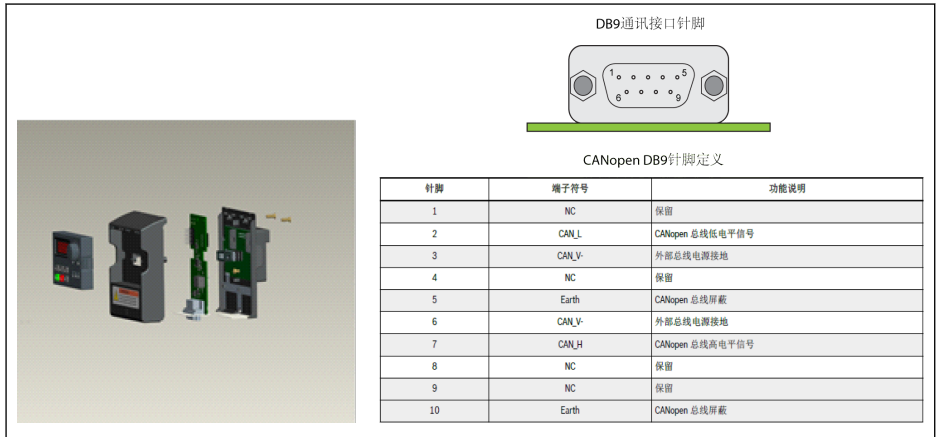 DB9通讯接口针脚
1 5
6 9
CANopen DB9针脚定义
针脚 端子符号 功能说明
1 NC 保留
2 CAN_L CANopen 总线低电平信号
3 CAN_V- 外部总线电源接地
4 NC 保留
5 Earth CANopen 总线屏蔽
6 CAN_V- 外部总线电源接地
7 CAN_H CANopen 总线高电平信号
8 NC 保留
9 NC 保留
10 Earth CANopen 总线屏蔽